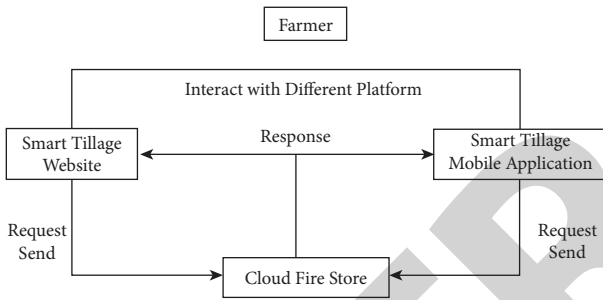 Farmer
Interact with Different Platform
Smart Tillage
Website
Response
Smart Tillage
Mobile Application
Request
Send
Request
Send
Cloud Fire Store